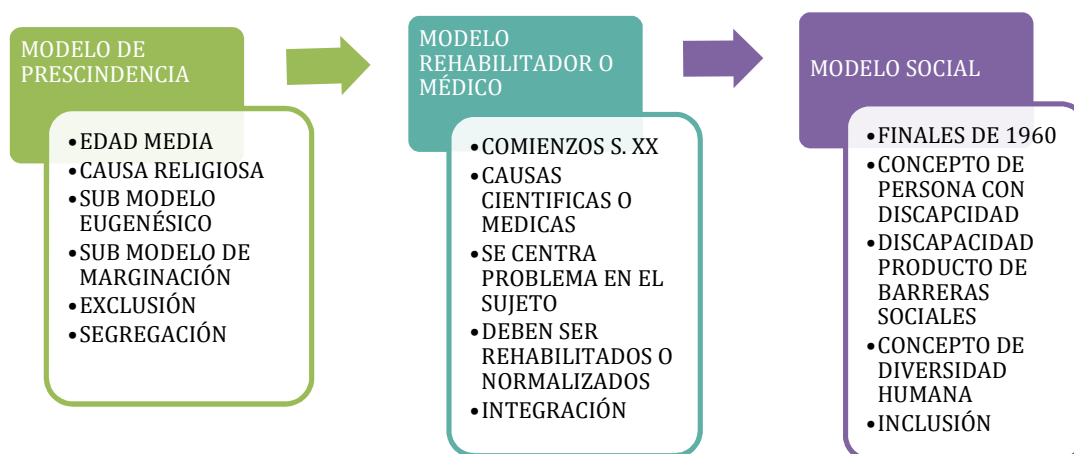 MODELO DE
PRESCINDENCIA
•EDAD MEDIA
•CAUSA RELIGIOSA
•SUB MODELO
EUGENÉSICO
•SUB MODELO DE
MARGINACIÓN
•EXCLUSIÓN
•SEGREGACIÓN
MODELO
REHABILITADOR O
MÉDICO
•COMIENZOS S. XX
•CAUSAS
CIENTIFICAS O
MEDICAS
•SE CENTRA
PROBLEMA EN EL
SUJETO
•DEBEN SER
REHABILITADOS O
NORMALIZADOS
•INTEGRACIÓN
MODELO SOCIAL
•FINALES DE 1960
•CONCEPTO DE
PERSONA CON
DISCAPCIDAD
•DISCAPACIDAD
PRODUCTO DE
BARRERAS
SOCIALES
•CONCEPTO DE
DIVERSIDAD
HUMANA
•INCLUSIÓN